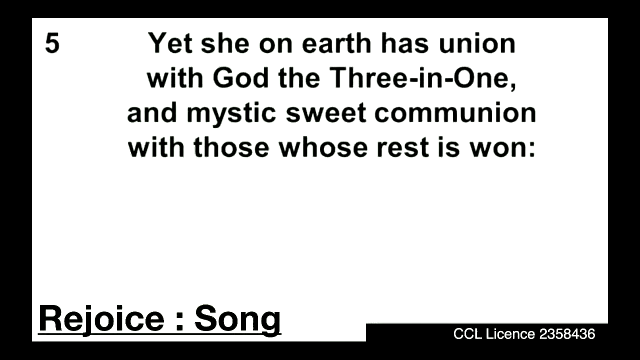 5 Yet she on earth has union
with God the Three-in-One,
and mystic sweet communion
with those whose rest is won:
Rejoice : Song
CCL Licence 2358436